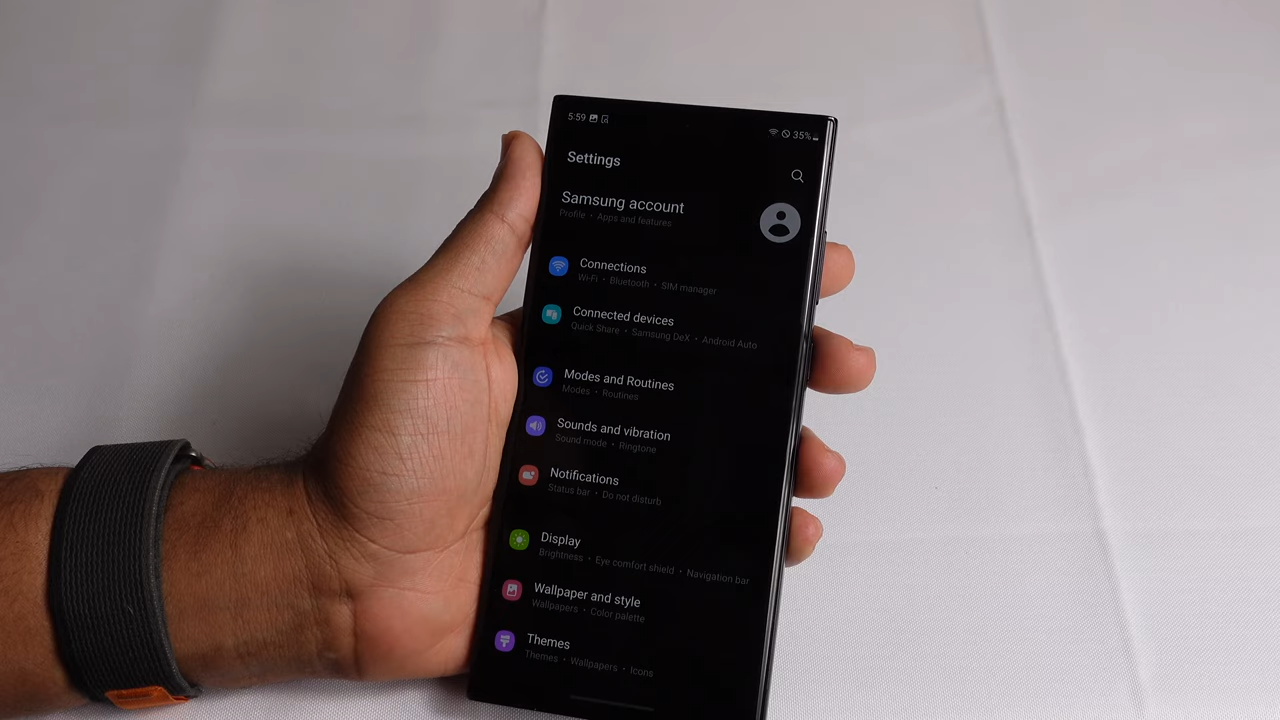 5:59
35%
Settings
Samsung account
Profile • Apps and features
Connections
Wi-Fi • Bluetooth • SIM manager
Connected devices
Quick Share • Samsung DeX • Android Auto
Modes and Routines
Modes • Routines
Sounds and vibration
Sound mode • Ringtone
Notifications
Status bar • Do not disturb
Display
Brightness • Eye comfort shield • Navigation bar
Wallpaper and style
Wallpapers • Color palette
Themes
Themes • Wallpapers • Icons